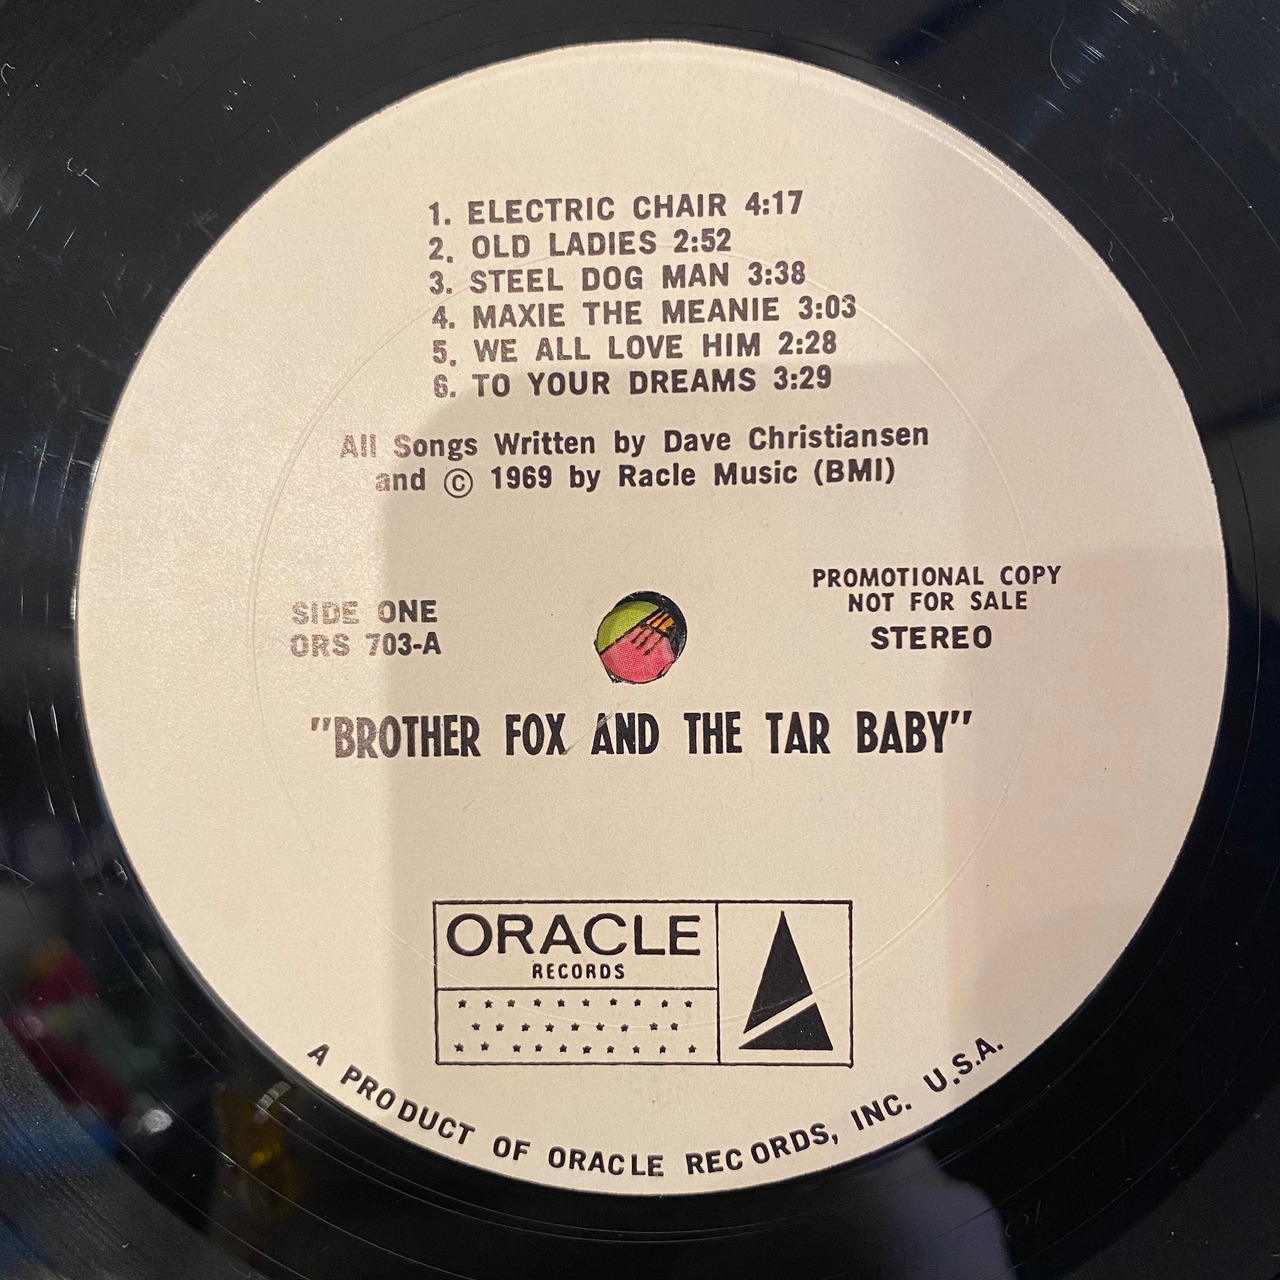 1. ELECTRIC CHAIR 4:17
2. OLD LADIES 2:52
3. STEEL DOG MAN 3:38
4. MAXIE THE MEANIE 3:03
5. WE ALL LOVE HIM 2:28
6. TO YOUR DREAMS 3:29
All Songs Written by Dave Christiansen
and © 1969 by Racle Music (BMI)
SIDE ONE
ORS 703-A
PROMOTIONAL COPY
NOT FOR SALE
STEREO
"BROTHER FOX AND THE TAR BABY"
ORACLE
RECORDS
A PRODUCT OF ORACLE RECORDS, INC. U.S.A.